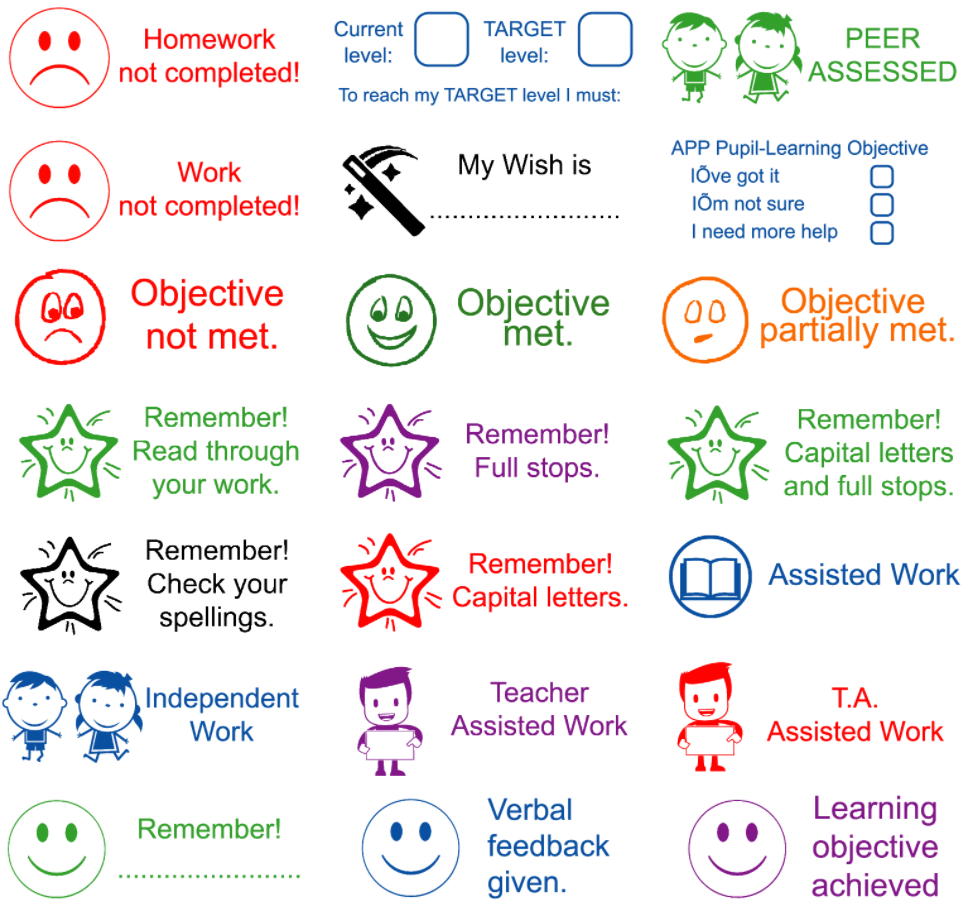 Homework
not completed!
Current
level:
TARGET
level:
To reach my TARGET level I must:
PEER
ASSESSED
Work
not completed!
My Wish is
..........................
APP Pupil-Learning Objective
IÕve got it
IÕm not sure
I need more help
Objective
not met.
Objective
met.
Objective
partially met.
Remember!
Read through
your work.
Remember!
Full stops.
Remember!
Capital letters
and full stops.
Remember!
Check your
spellings.
Remember!
Capital letters.
Assisted Work
Independent
Work
Teacher
Assisted Work
T.A.
Assisted Work
Remember!
..........................
Verbal
feedback
given.
Learning
objective
achieved